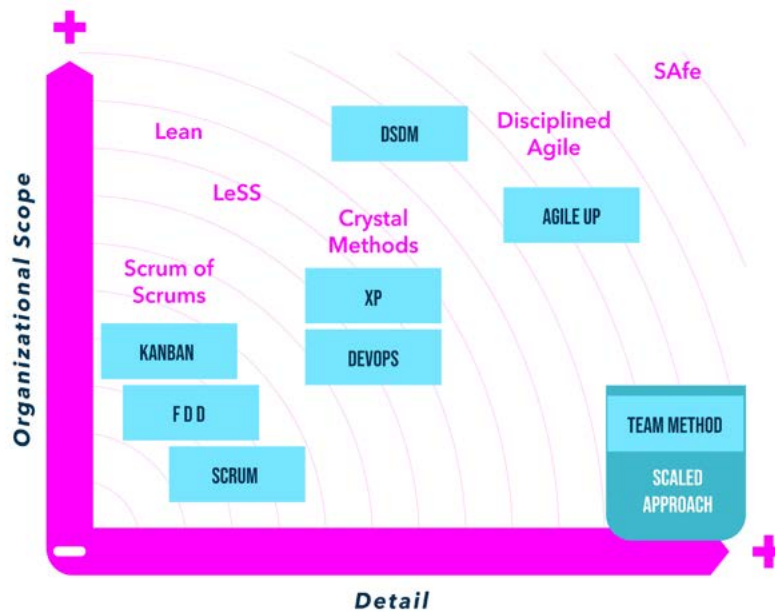 SAfe
DSDM
Disciplined
Agile
Lean
LeSS
AGILE UP
Crystal
Methods
Scrum of
Scrums
XP
KANBAN
DEVOPS
F D D
TEAM METHOD
SCRUM
SCALED
APPROACH
Organizational Scope
Detail